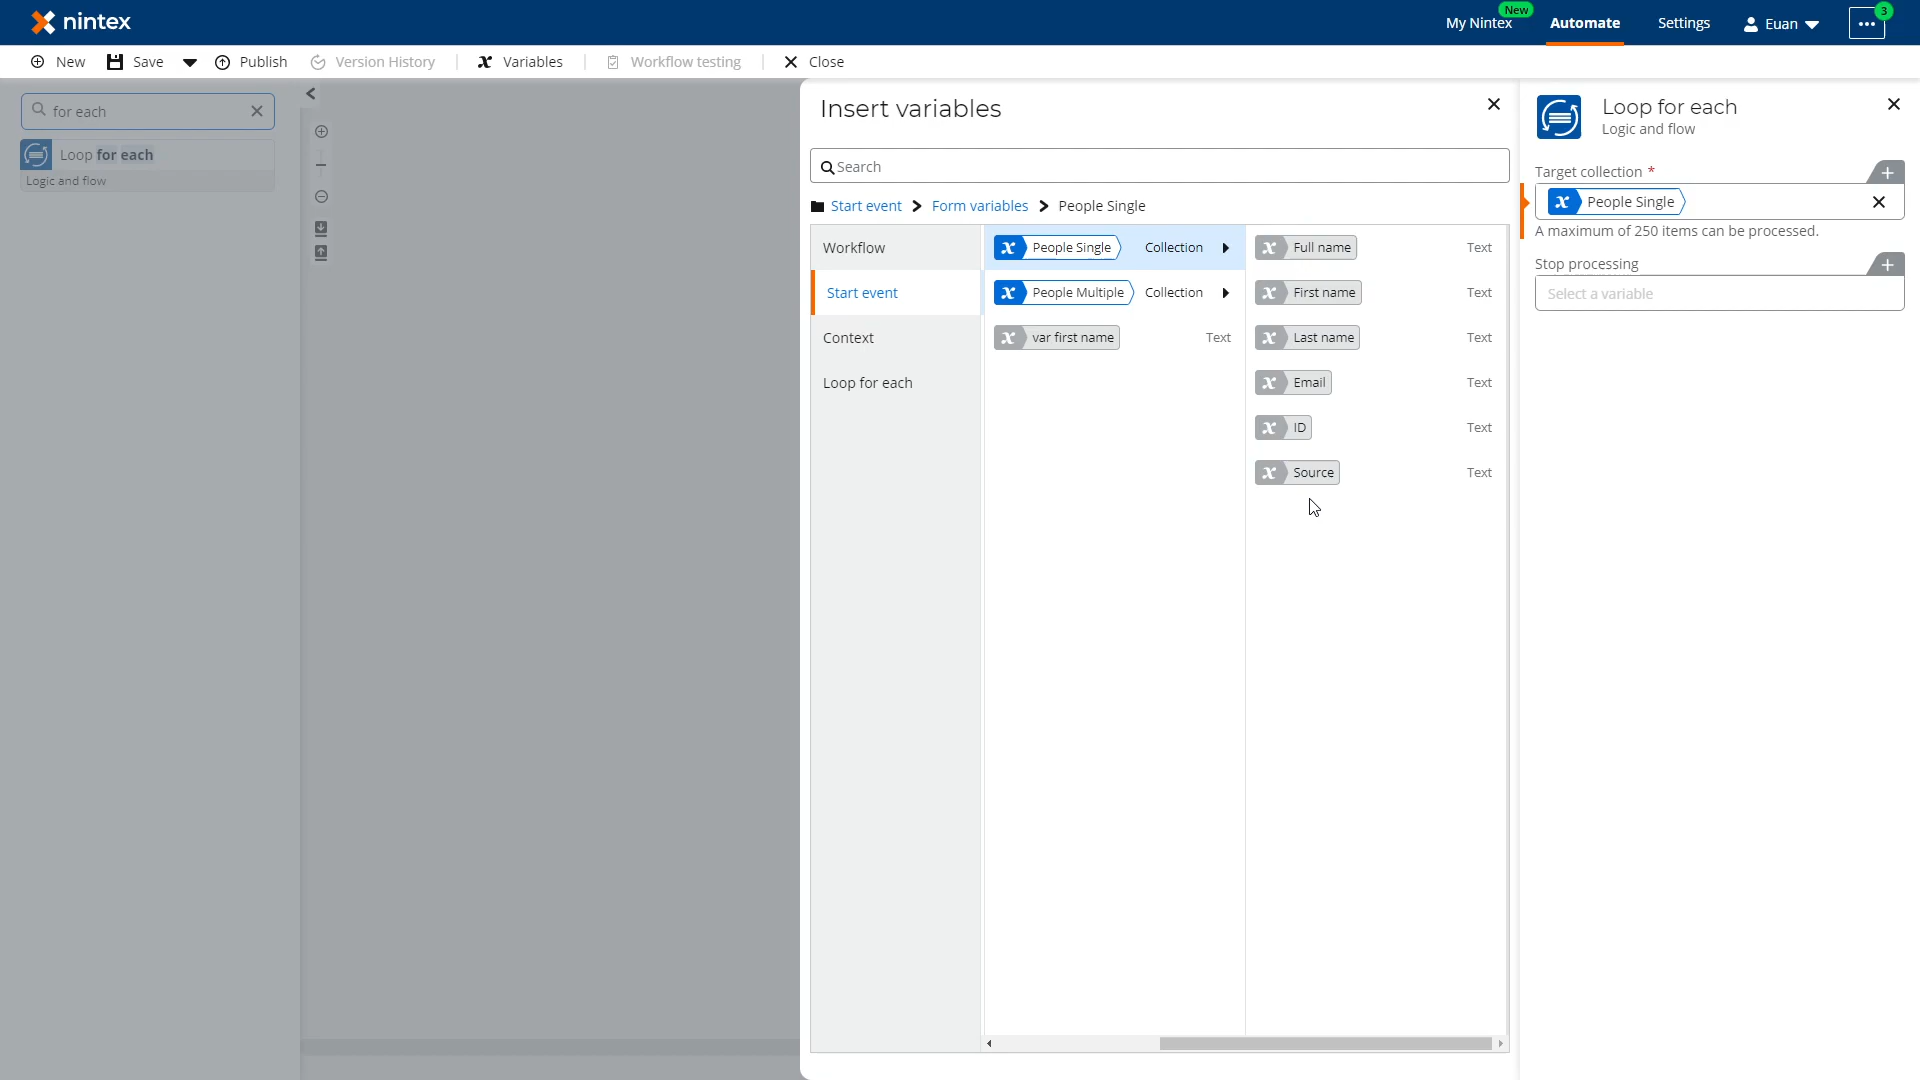 nintex
My Nintex
New
Automate
Settings
Euan
3
New
Save
Publish
Version History
Variables
Workflow testing
Close
for each
Loop for each
Logic and flow
Insert variables
Search
Start event
Form variables
People Single
Workflow
Start event
Context
Loop for each
People Single Collection
People Multiple Collection
var first name Text
Full name Text
First name Text
Last name Text
Email Text
ID Text
Source Text
Loop for each
Logic and flow
Target collection *
People Single
A maximum of 250 items can be processed.
Stop processing
Select a variable